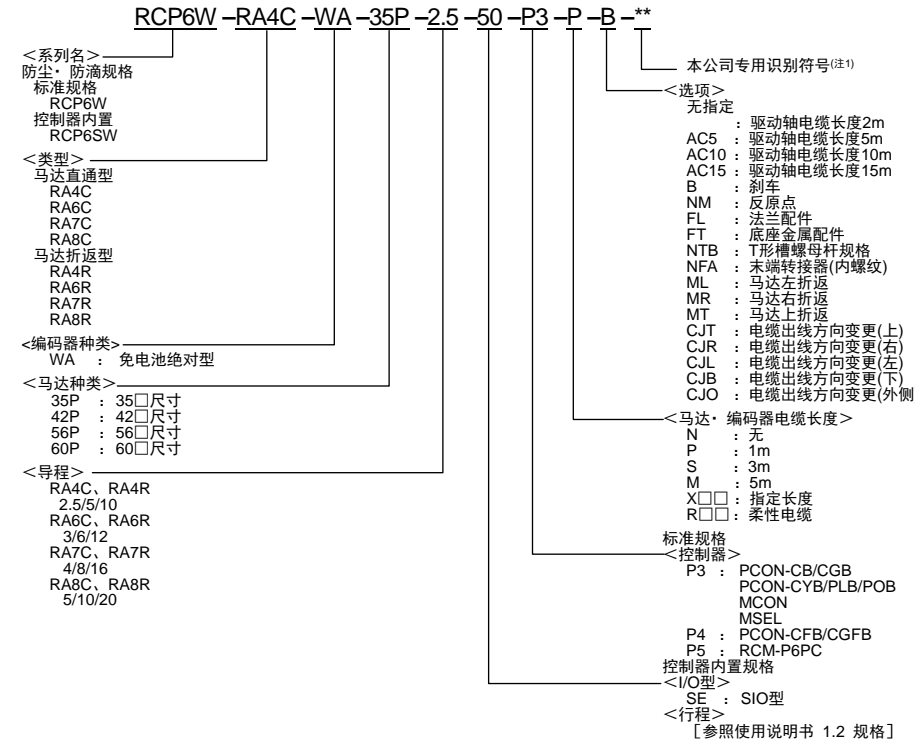 RCP6W –RA4C –WA –35P –2.5 –50 –P3 –P –B –**
＜系列名＞
防尘・防滴规格
标准规格
RCP6W
控制器内置
RCP6SW
＜类型＞
马达直通型
RA4C
RA6C
RA7C
RA8C
马达折返型
RA4R
RA6R
RA7R
RA8R
<编码器种类>
WA ： 免电池绝对型
＜马达种类＞
35P ：35□尺寸
42P ：42□尺寸
56P ：56□尺寸
60P ：60□尺寸
＜导程＞
RA4C、RA4R
2.5/5/10
RA6C、RA6R
3/6/12
RA7C、RA7R
4/8/16
RA8C、RA8R
5/10/20
本公司专用识别符号(注1)
＜选项＞
无指定
：驱动轴电缆长度2m
AC5 ：驱动轴电缆长度5m
AC10 ：驱动轴电缆长度10m
AC15 ：驱动轴电缆长度15m
B ：刹车
NM ：反原点
FL ：法兰配件
FT ：底座金属配件
NTB ：T形槽螺母杆规格
NFA ：末端转接器(内螺纹)
ML ：马达左折返
MR ：马达右折返
MT ：马达上折返
CJT ：电缆出线方向变更(上)
CJR ：电缆出线方向变更(右)
CJL ：电缆出线方向变更(左)
CJB ：电缆出线方向变更(下)
CJO ：电缆出线方向变更(外侧
＜马达・编码器电缆长度＞
N ：无
P ：1m
S ：3m
M ：5m
X□□ ：指定长度
R□□ ：柔性电缆
标准规格
＜控制器＞
P3 ： PCON-CB/CGB
PCON-CYB/PLB/POB
MCON
MSEL
P4 ： PCON-CFB/CGFB
P5 ： RCM-P6PC
控制器内置规格
＜I/O型＞
SE ：SIO型
＜行程＞
［参照使用说明书 1.2 规格］